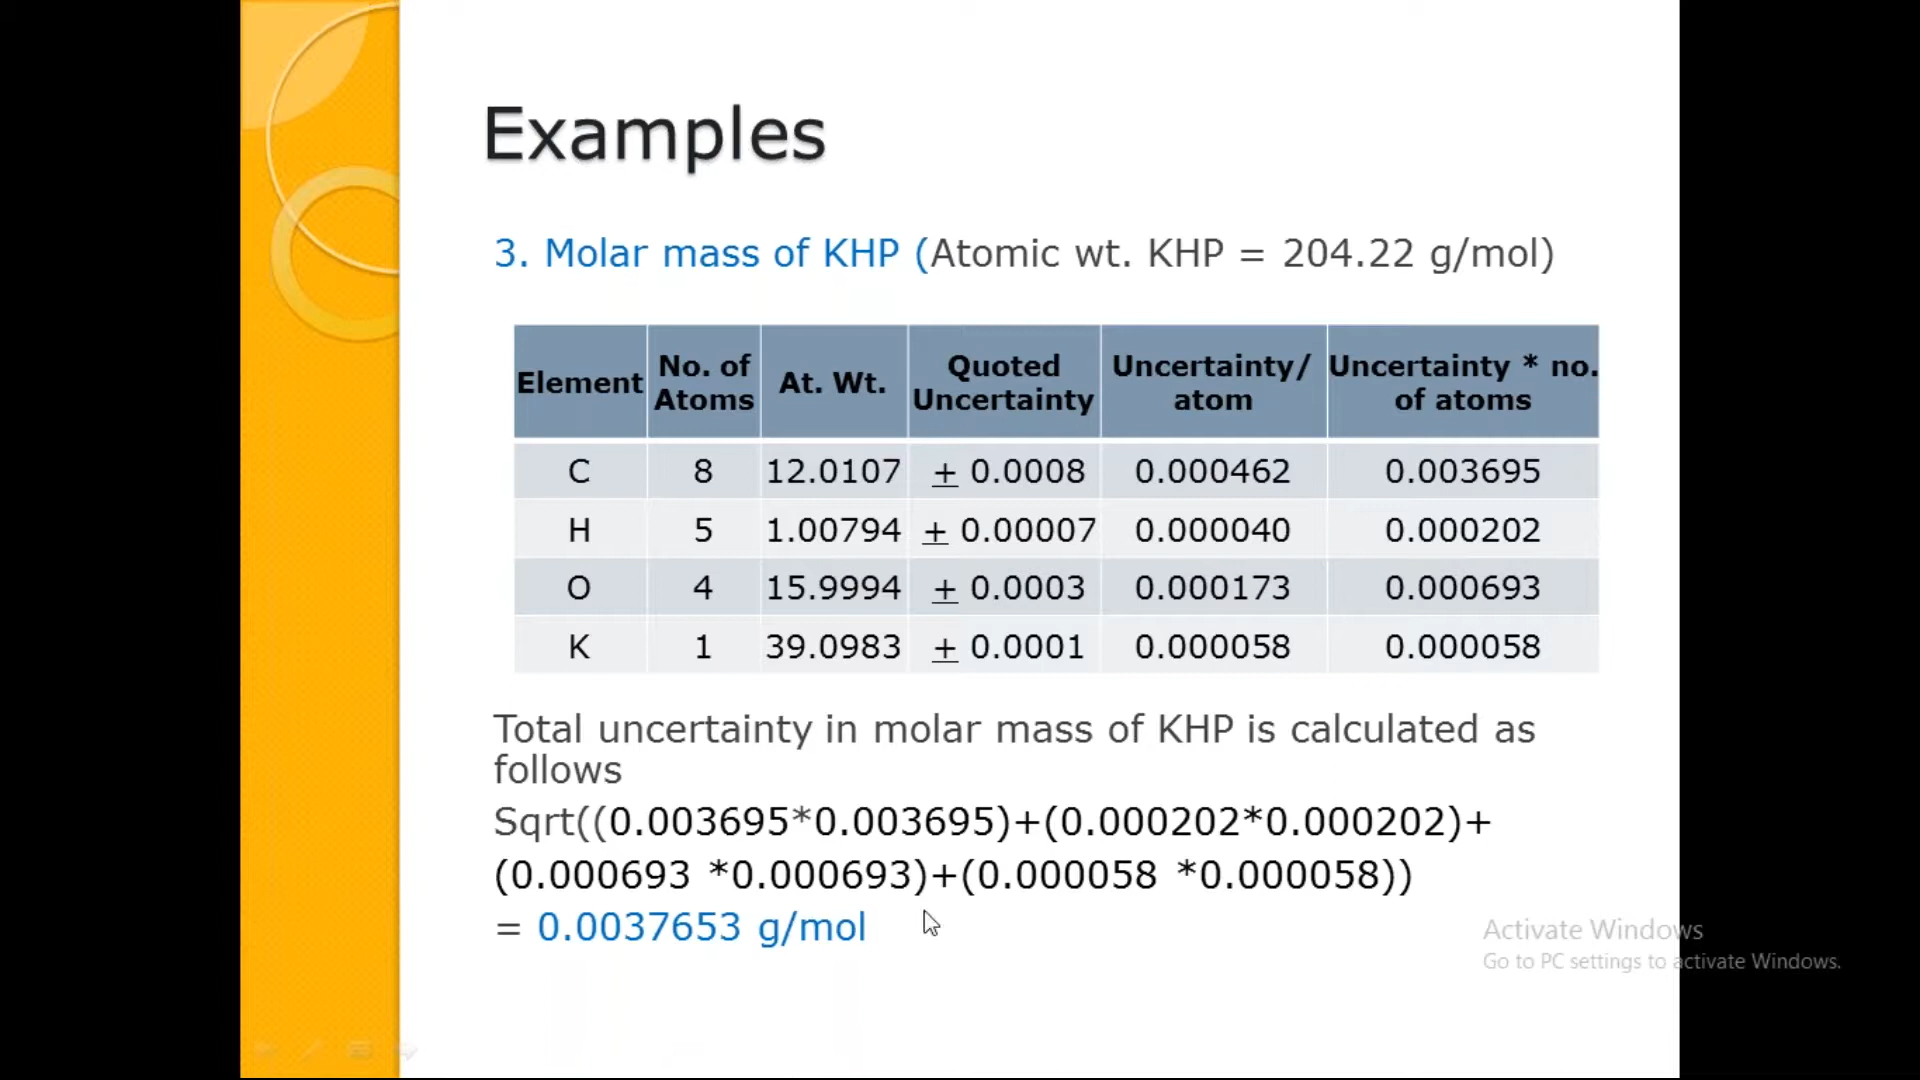 Examples
3. Molar mass of KHP (Atomic wt. KHP = 204.22 g/mol)
Element No. of Atoms At. Wt. Quoted Uncertainty Uncertainty/ atom Uncertainty * no. of atoms
C 8 12.0107 ± 0.0008 0.000462 0.003695
H 5 1.00794 ± 0.00007 0.000040 0.000202
O 4 15.9994 ± 0.0003 0.000173 0.000693
K 1 39.0983 ± 0.0001 0.000058 0.000058
Total uncertainty in molar mass of KHP is calculated as
follows
Sqrt((0.003695*0.003695)+(0.000202*0.000202)+
(0.000693 *0.000693)+(0.000058 *0.000058))
= 0.0037653 g/mol
Activate Windows
Go to PC settings to activate Windows.